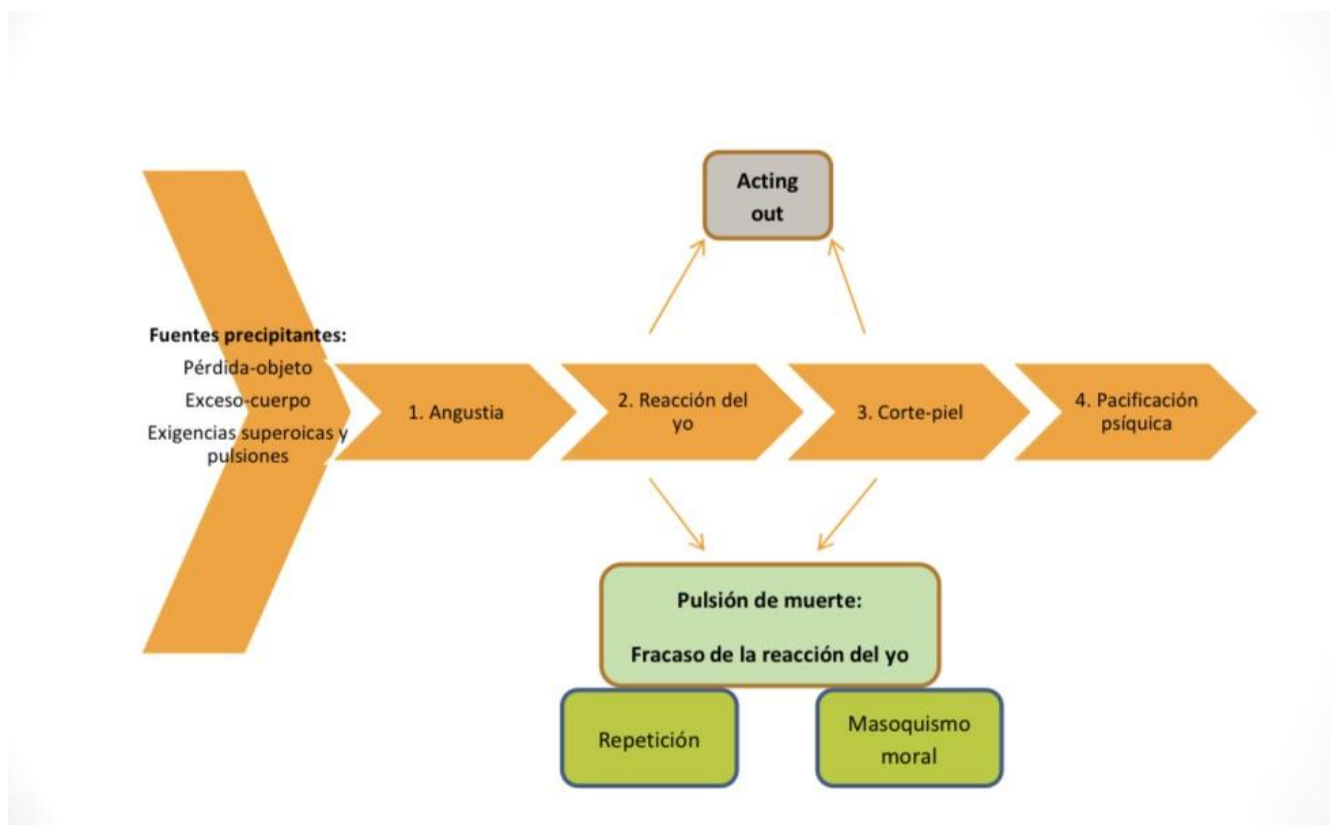 Acting
out
Fuentes precipitantes:
Pérdida-objeto
Exceso-cuerpo
Exigencias superoicas y
pulsiones
1. Angustia
2. Reacción del
yo
3. Corte-piel
4. Pacificación
psíquica
Pulsión de muerte:
Fracaso de la reacción del yo
Repetición
Masoquismo
moral